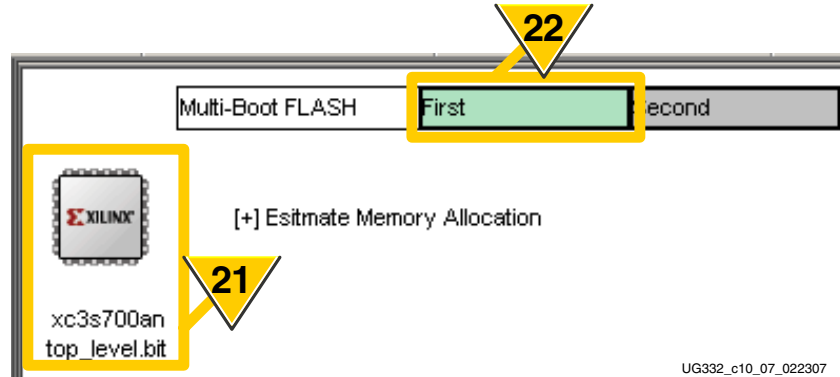 22
Multi-Boot FLASH First Second
XILINX
[+] Esitmate Memory Allocation
21
xc3s700an
top_level.bit
UG332_c10_07_022307